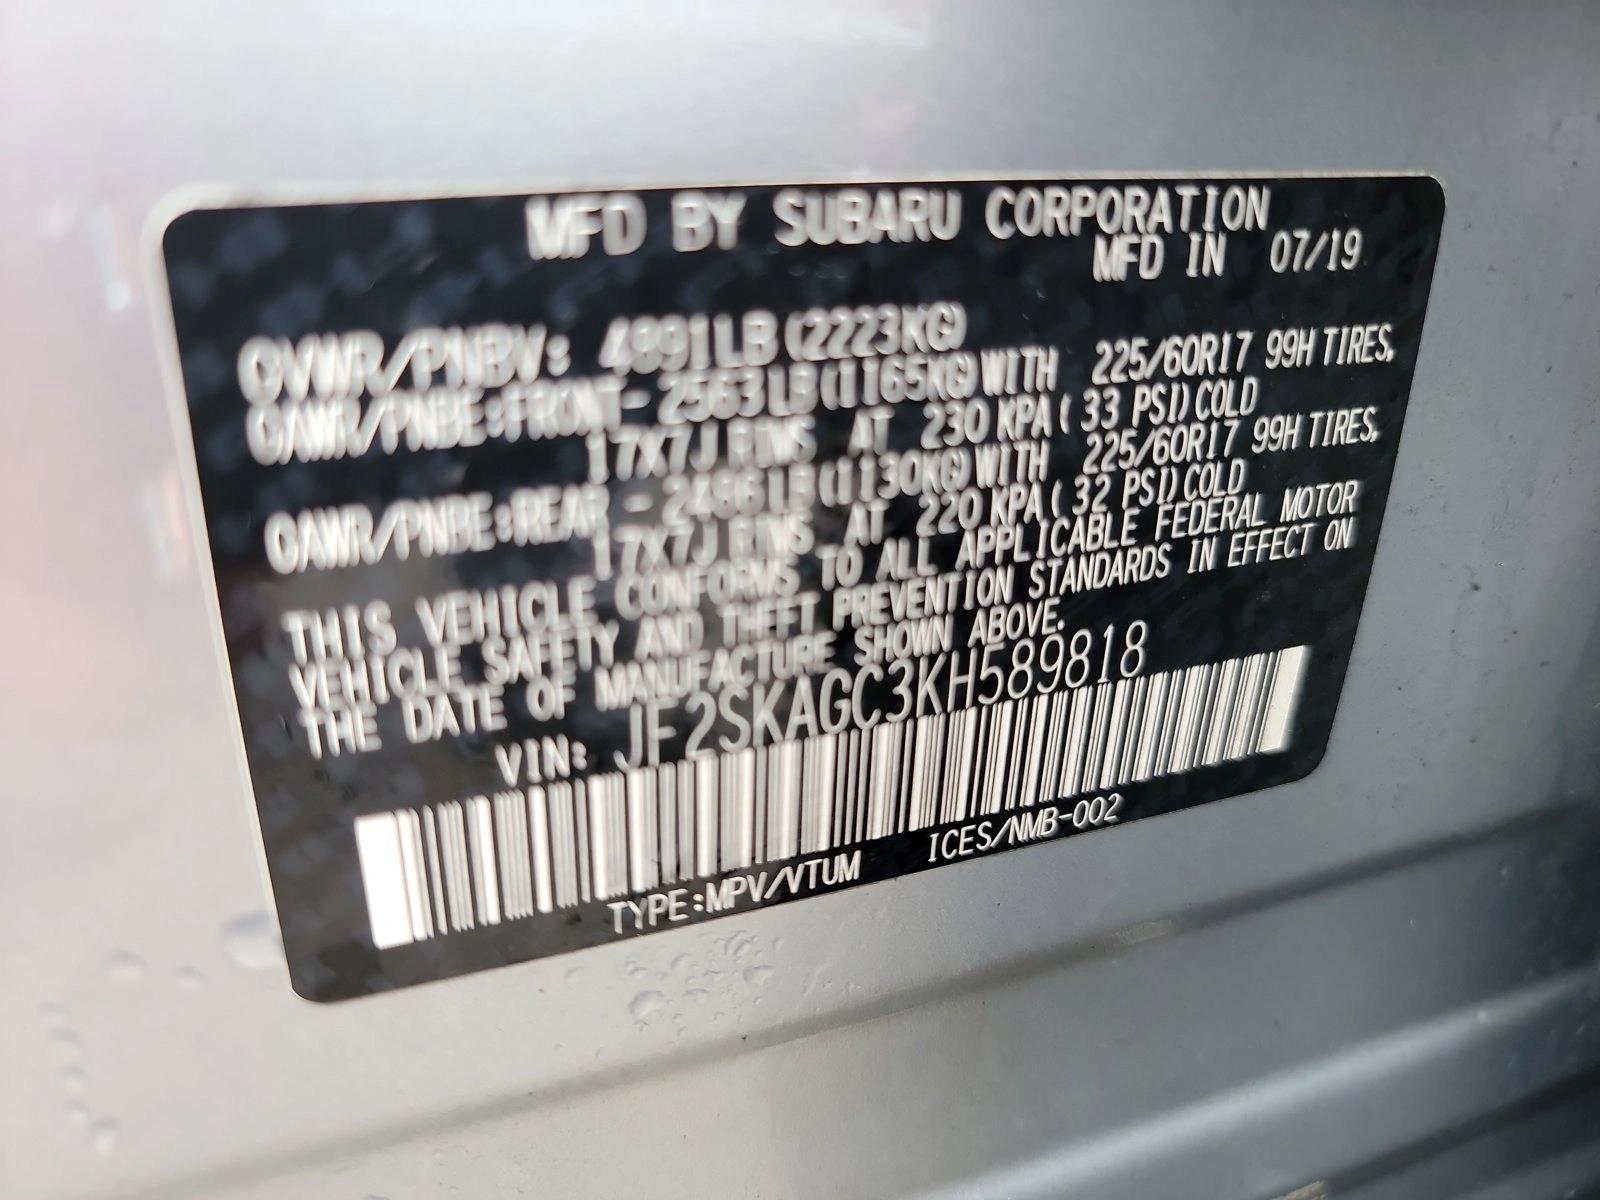 MFD BY SUBARU CORPORATION
MFD IN 07/19
GVWR/PNBV: 4891LB(2223KG)
GAWR/PNBE:FRONT-2563LB(1165KG)WITH 225/60R17 99H TIRES,
17X7J RIMS AT 230 KPA( 33 PSI)COLD
GAWR/PNBE:REAR -2486LB(1130KG)WITH 225/60R17 99H TIRES,
17X7J RIMS AT 220 KPA( 32 PSI)COLD
THIS VEHICLE CONFORMS TO ALL APPLICABLE FEDERAL MOTOR
VEHICLE SAFETY AND THEFT PREVENTION STANDARDS IN EFFECT ON
THE DATE OF MANUFACTURE SHOWN ABOVE.
VIN: JF2SKAGC3KH589818
TYPE:MPV/VTUM ICES/NMB-002